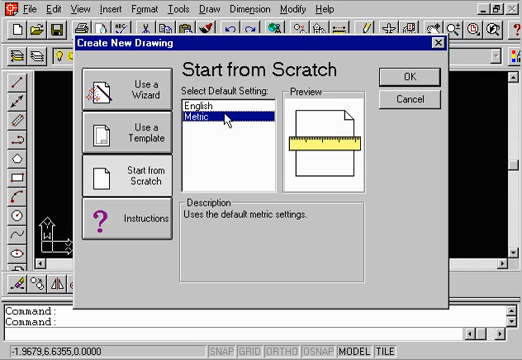 File Edit View Insert Format Tools Draw Dimension Modify Help
ABC
Create New Drawing
Start from Scratch
Select Default Setting:
English
Metric
Preview
OK
Cancel
Use a
Wizard
Use a
Template
Start from
Scratch
Instructions
Description
Uses the default metric settings.
W
X
Command:
Command:
-1.9679,6.6355,0.0000
SNAP GRID ORTHO OSNAP MODEL TILE